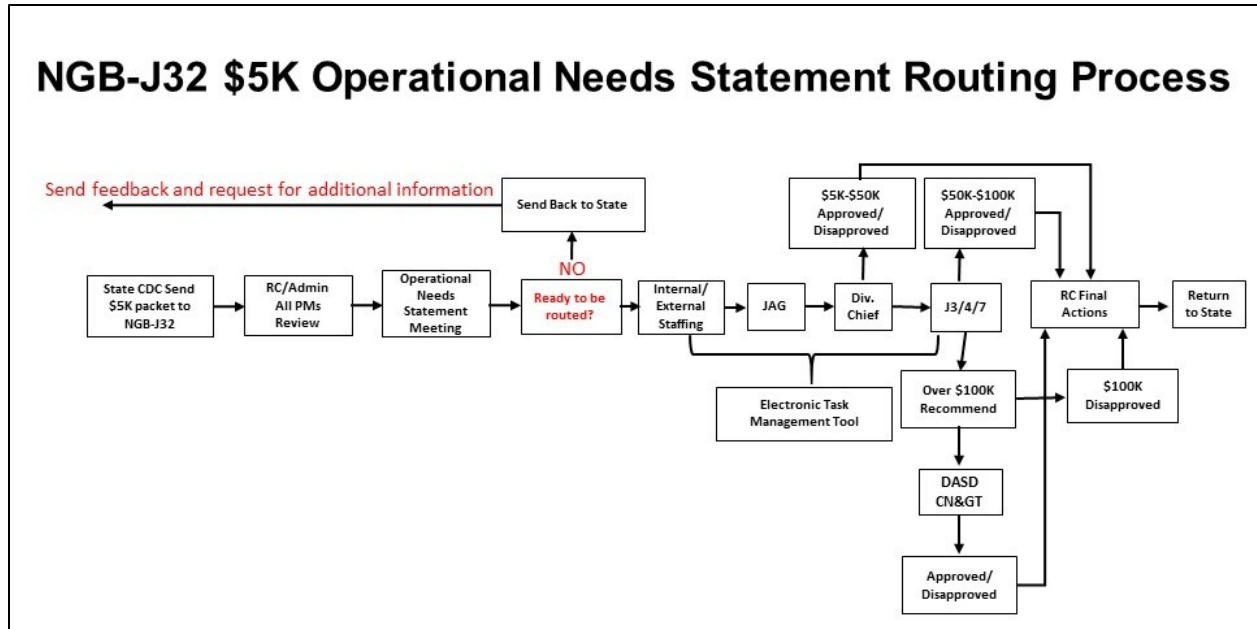 NGB-J32 $5K Operational Needs Statement Routing Process
Send feedback and request for additional information
Send Back to State
$5K-$50K
Approved/
Disapproved
$50K-$100K
Approved/
Disapproved
NO
State CDC Send
$5K packet to
NGB-J32
RC/Admin
All PMs
Review
Operational
Needs
Statement
Meeting
Ready to be
routed?
Internal/
External
Staffing
JAG
Div.
Chief
J3/4/7
RC Final
Actions
Return
to State
Electronic Task
Management Tool
Over $100K
Recommend
$100K
Disapproved
DASD
CN&GT
Approved/
Disapproved